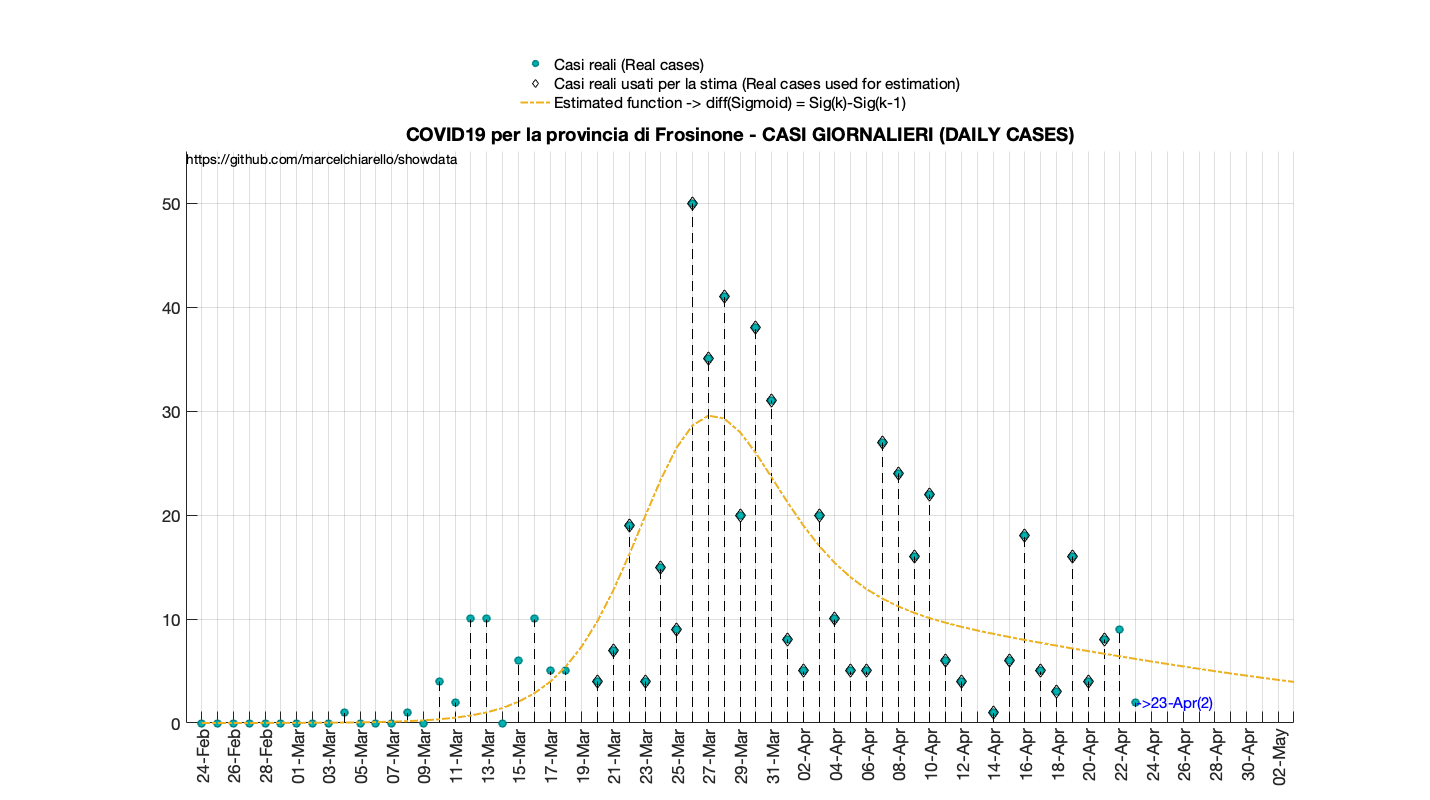 Casi reali (Real cases)
Casi reali usati per la stima (Real cases used for estimation)
Estimated function -> diff(Sigmoid) = Sig(k)-Sig(k-1)
COVID19 per la provincia di Frosinone - CASI GIORNALIERI (DAILY CASES)
https://github.com/marcelchiarello/showdata
50
40
30
20
10
0
->23-Apr(2)
24-Feb
26-Feb
28-Feb
01-Mar
03-Mar
05-Mar
07-Mar
09-Mar
11-Mar
13-Mar
15-Mar
17-Mar
19-Mar
21-Mar
23-Mar
25-Mar
27-Mar
29-Mar
31-Mar
02-Apr
04-Apr
06-Apr
08-Apr
10-Apr
12-Apr
14-Apr
16-Apr
18-Apr
20-Apr
22-Apr
24-Apr
26-Apr
28-Apr
30-Apr
02-May